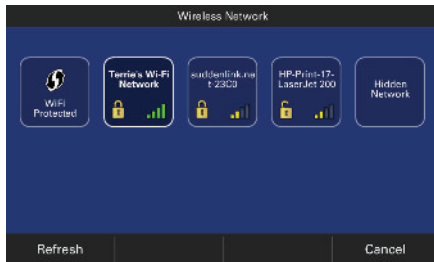 Wireless Network
WiFi
Protected
Terrie's Wi-Fi
Network
suddenlink.ne
t-23C0
HP-Print-17-
LaserJet 200
Hidden
Network
Refresh
Cancel